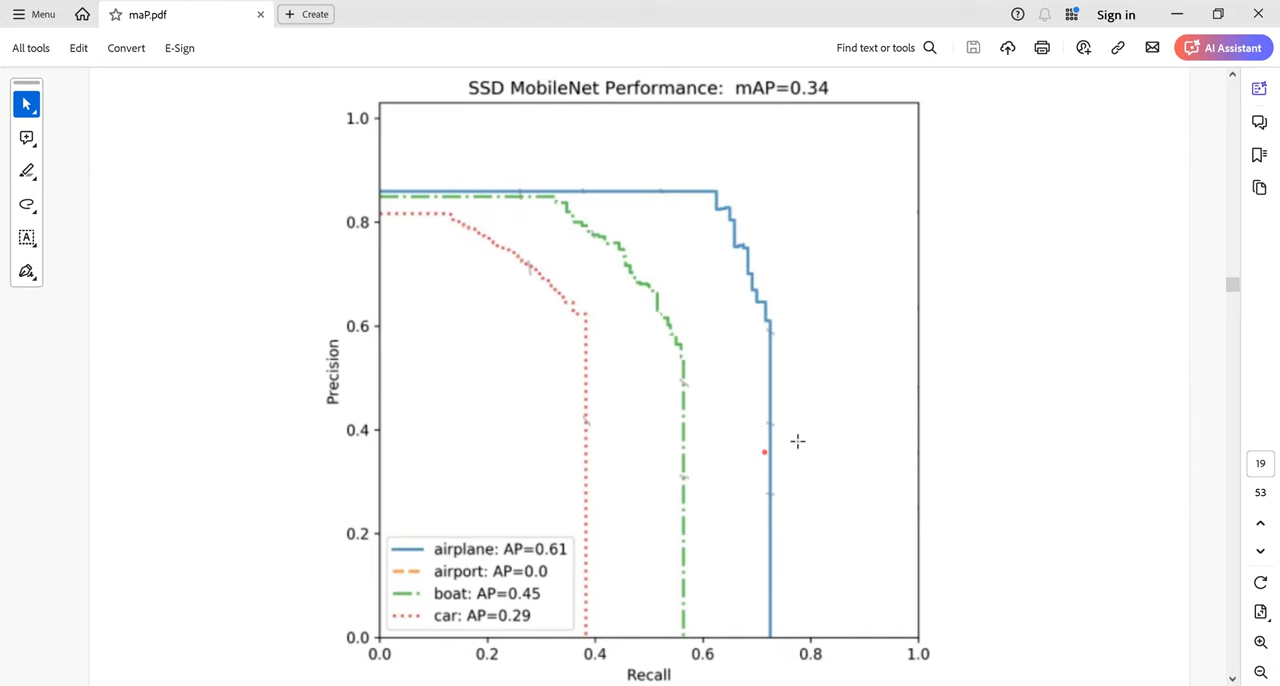 Menu
maP.pdf
Create
Sign in
All tools
Edit
Convert
E-Sign
Find text or tools
AI Assistant
SSD MobileNet Performance:  mAP=0.34
1.0
0.8
0.6
0.4
0.2
0.0
Precision
airplane: AP=0.61
airport: AP=0.0
boat: AP=0.45
car: AP=0.29
0.0 0.2 0.4 0.6 0.8 1.0
Recall
19
53